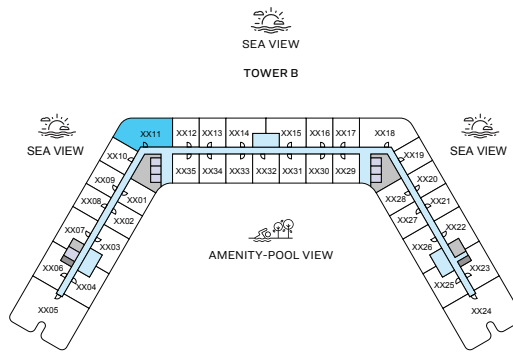 SEA VIEW
TOWER B
SEA VIEW
SEA VIEW
XX11
XX12
XX13
XX14
XX15
XX16
XX17
XX18
XX10
XX35
XX34
XX33
XX32
XX31
XX30
XX29
XX19
XX09
XX01
XX28
XX20
XX08
XX02
XX27
XX21
XX07
XX03
AMENITY-POOL VIEW
XX26
XX22
XX06
XX04
XX25
XX23
XX05
XX24